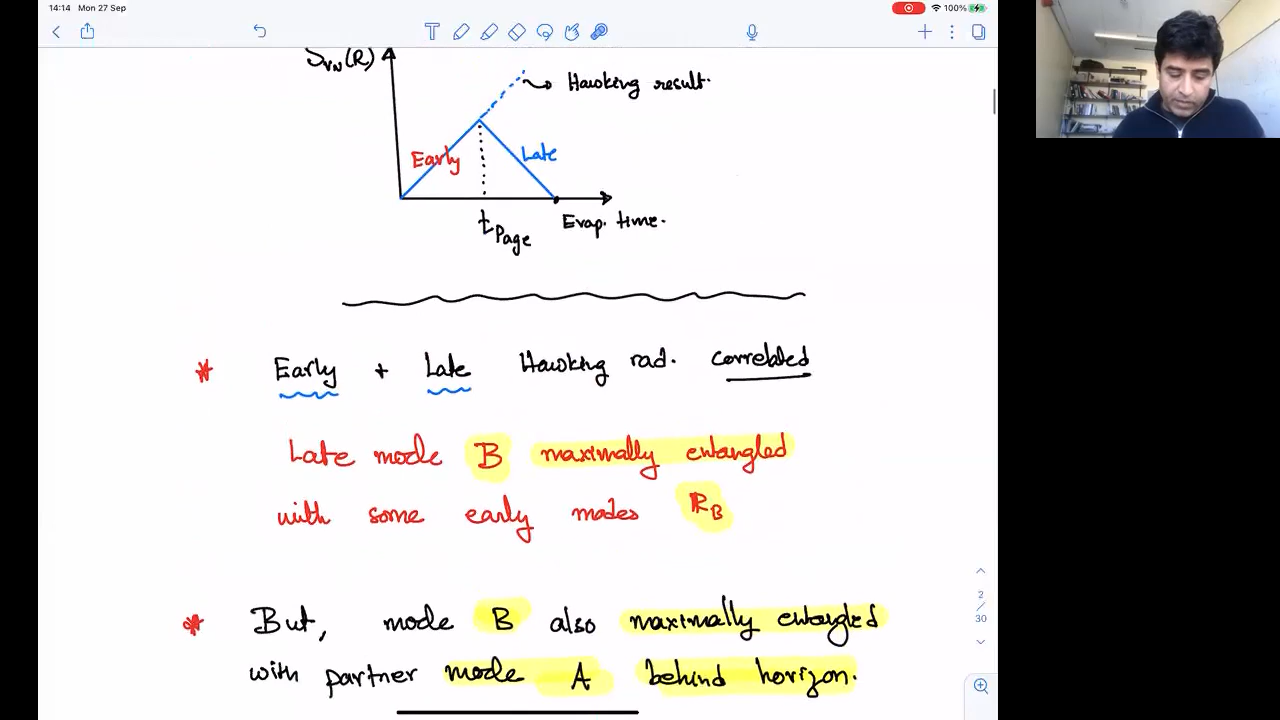 14:14 Mon 27 Sep
100%
S_VN(R)
Hawking result.
Early
Late
t_Page
Evap. time.
* Early + Late Hawking rad. correlated
Late mode B maximally entangled
with some early modes R_B
* But, mode B also maximally entangled
with partner mode A behind horizon.
2
/
30